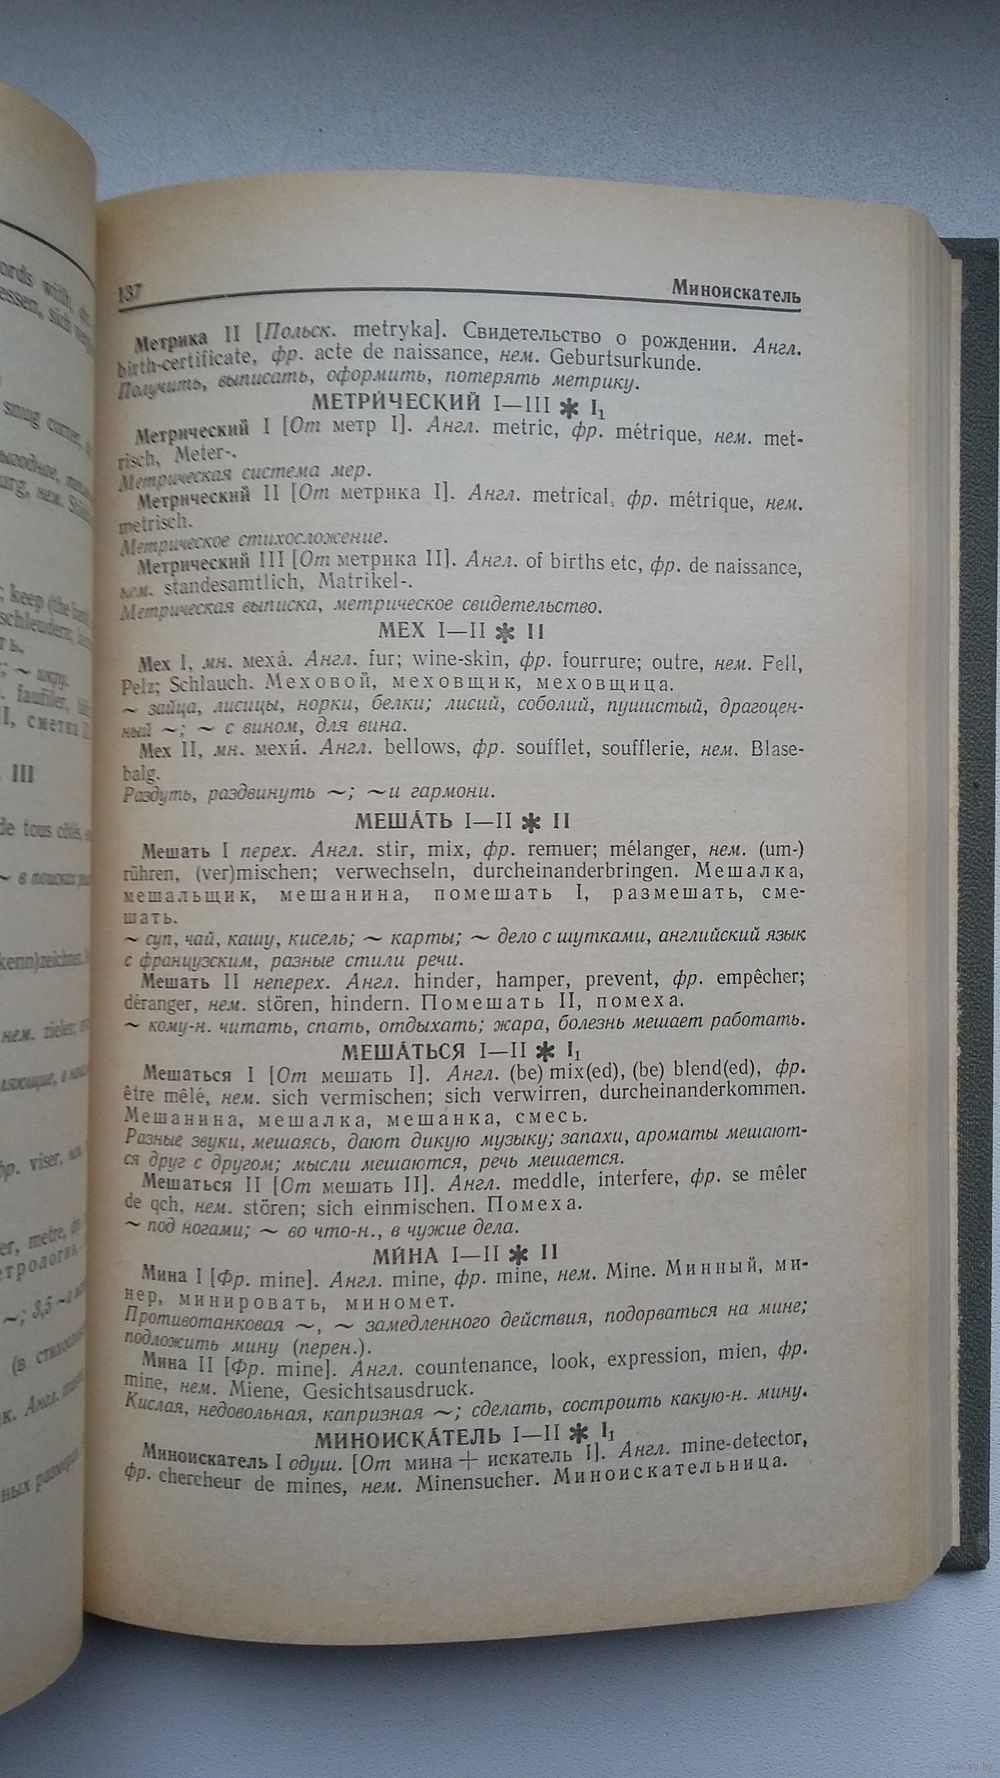 137 Миноискатель
Метрика II [Польск. metryka]. Свидетельство о рождении. Англ.
birth-certificate, фр. acte de naissance, нем. Geburtsurkunde.
Получить, выписать, оформить, потерять метрику.
МЕТРИ́ЧЕСКИЙ I—III ✱ I₁
Метрический I [От метр I]. Англ. metric, фр. métrique, нем. met-
risch, Meter-.
Метрическая система мер.
Метрический II [От метрика I]. Англ. metrical, фр. métrique, нем.
metrisch.
Метрическое стихосложение.
Метрический III [От метрика II]. Англ. of births etc, фр. de naissance,
нем. standesamtlich, Matrikel-.
Метрическая выписка, метрическое свидетельство.
МЕХ I—II ✱ II
Мех I, мн. меха́. Англ. fur; wine-skin, фр. fourrure; outre, нем. Fell,
Pelz; Schlauch. Меховой, меховщик, меховщица.
~ зайца, лисицы, норки, белки; лисий, соболий, пушистый, драгоцен-
ный ~; ~ с вином, для вина.
Мех II, мн. мехи́. Англ. bellows, фр. soufflet, soufflerie, нем. Blase-
balg.
Раздуть, раздвинуть ~; ~и гармони.
МЕША́ТЬ I—II ✱ II
Мешать I перех. Англ. stir, mix, фр. remuer; mélanger, нем. (um-)
rühren, (ver)mischen; verwechseln, durcheinanderbringen. Мешалка,
мешальщик, мешанина, помешать I, размешать, сме-
шать.
~ суп, чай, кашу, кисель; ~ карты; ~ дело с шутками, английский язык
с французским, разные стили речи.
Мешать II неперех. Англ. hinder, hamper, prevent, фр. empêcher;
déranger, нем. stören, hindern. Помешать II, помеха.
~ кому-н. читать, спать, отдыхать; жара, болезнь мешает работать.
МЕША́ТЬСЯ I—II ✱ I₁
Мешаться I [От мешать I]. Англ. (be) mix(ed), (be) blend(ed), фр.
être mêlé, нем. sich vermischen; sich verwirren, durcheinanderkommen.
Мешанина, мешалка, мешанка, смесь.
Разные звуки, мешаясь, дают дикую музыку; запахи, ароматы мешают-
ся друг с другом; мысли мешаются, речь мешается.
Мешаться II [От мешать II]. Англ. meddle, interfere, фр. se mêler
de qch, нем. stören; sich einmischen. Помеха.
~ под ногами; ~ во что-н., в чужие дела.
МИ́НА I—II ✱ II
Мина I [Фр. mine]. Англ. mine, фр. mine, нем. Mine. Минный, ми-
нер, минировать, миномет.
Противотанковая ~, ~ замедленного действия, подорваться на мине;
подложить мину (перен.).
Мина II [Фр. mine]. Англ. countenance, look, expression, mien, фр.
mine, нем. Miene, Gesichtsausdruck.
Кислая, недовольная, капризная ~; сделать, состроить какую-н. мину.
МИНОИСКА́ТЕЛЬ I—II ✱ I₁
Миноискатель I одуш. [От мина + искатель I]. Англ. mine-detector,
фр. chercheur de mines, нем. Minensucher. Миноискательница.
www.ay.by